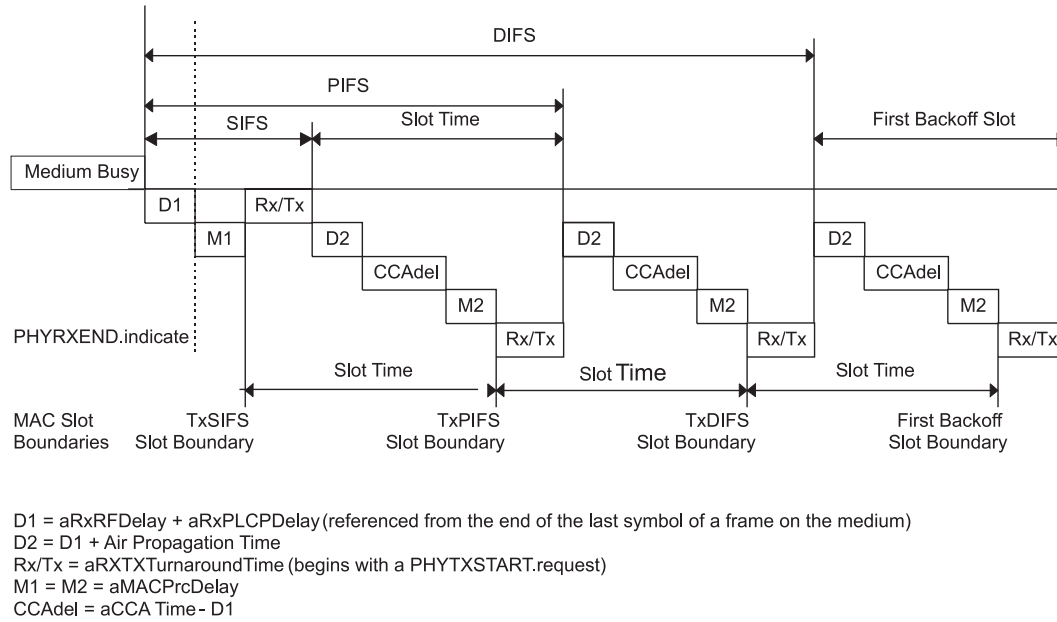 DIFS
PIFS
SIFS
Slot Time
First Backoff Slot
Medium Busy
D1
Rx/Tx
M1
D2
D2
D2
CCAdel
CCAdel
CCAdel
M2
M2
M2
PHYRXEND.indicate
Rx/Tx
Rx/Tx
Rx/Tx
Slot Time
Slot Time
Slot Time
MAC Slot
Boundaries
TxSIFS
Slot Boundary
TxPIFS
Slot Boundary
TxDIFS
Slot Boundary
First Backoff
Slot Boundary
D1 = aRxRFDelay + aRxPLCPDelay (referenced from the end of the last symbol of a frame on the medium)
D2 = D1 + Air Propagation Time
Rx/Tx = aRXTXTurnaroundTime (begins with a PHYTXSTART.request)
M1 = M2 = aMACPrcDelay
CCAdel = aCCA Time - D1